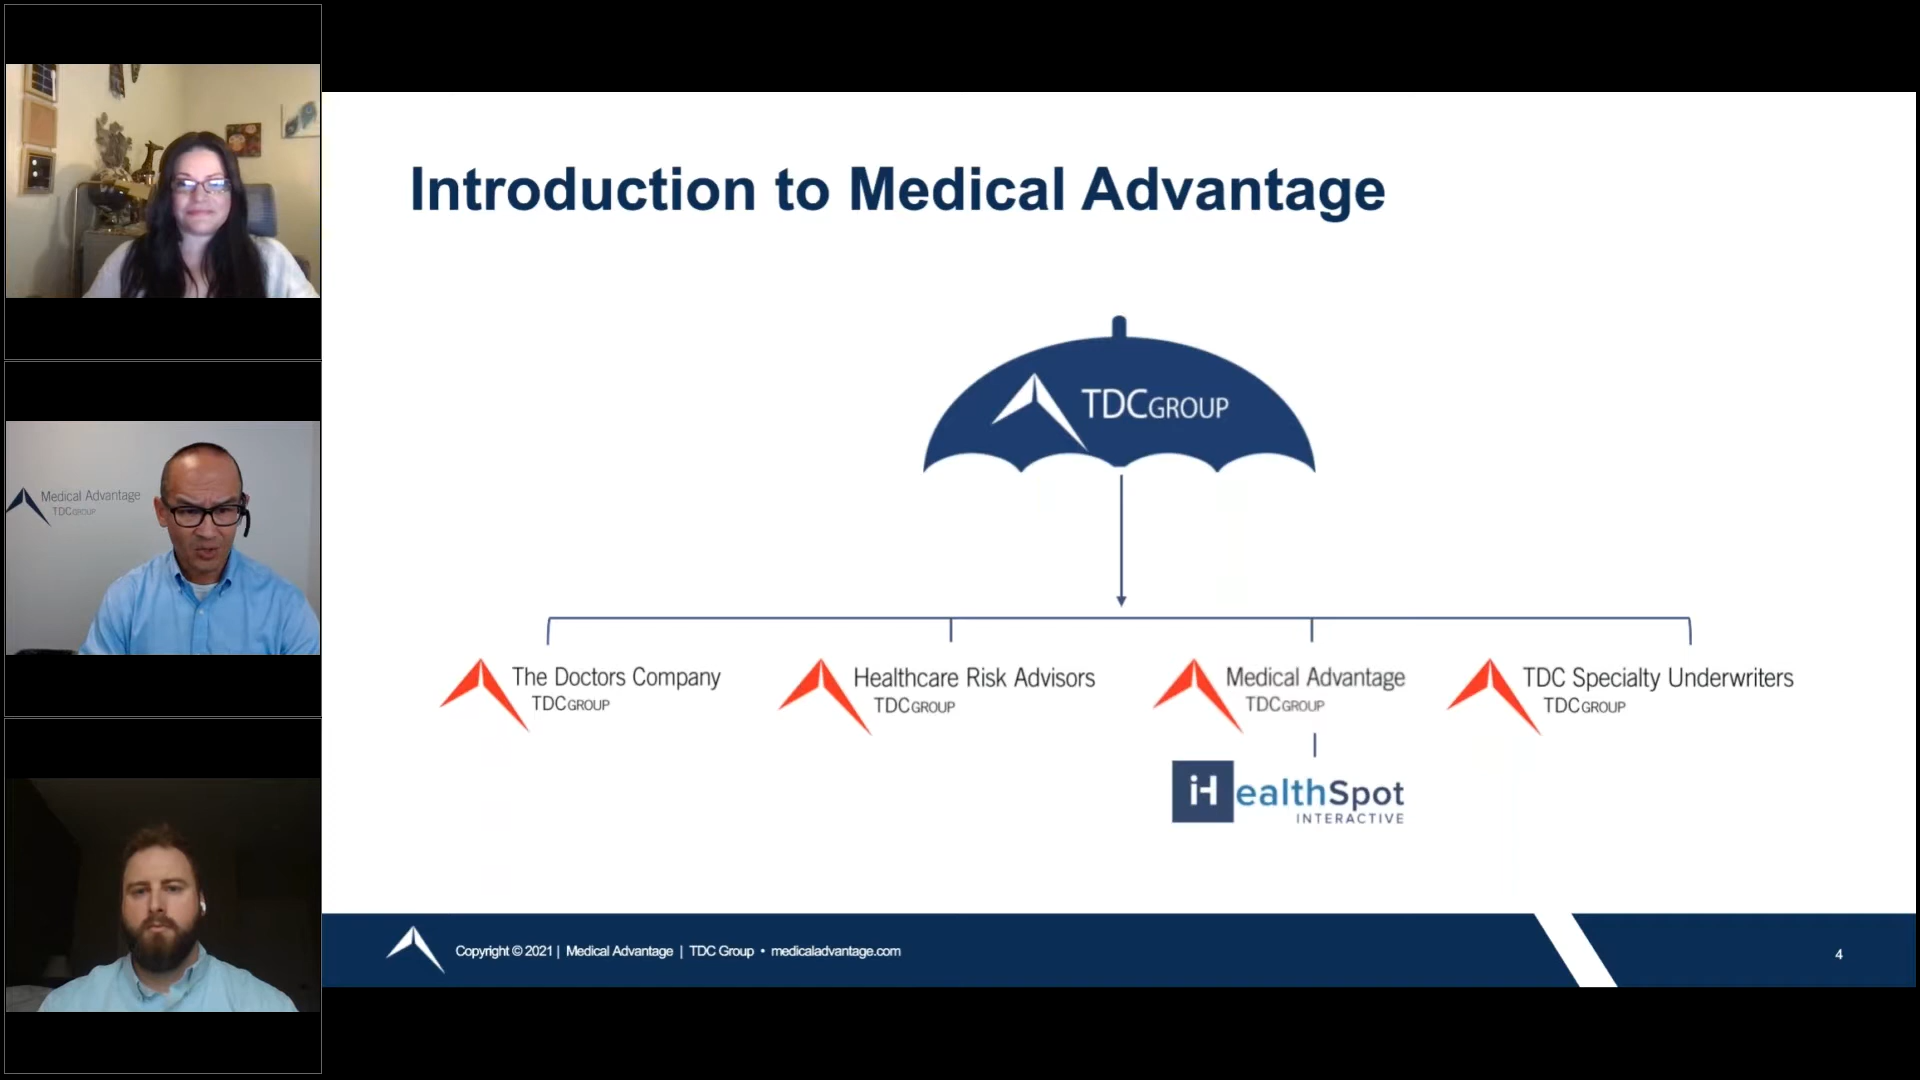 Introduction to Medical Advantage
TDCGROUP
The Doctors Company
TDCGROUP
Healthcare Risk Advisors
TDCGROUP
Medical Advantage
TDCGROUP
TDC Specialty Underwriters
TDCGROUP
iHealthSpot
INTERACTIVE
Medical Advantage
TDCGROUP
Copyright © 2021 | Medical Advantage | TDC Group • medicaladvantage.com
4